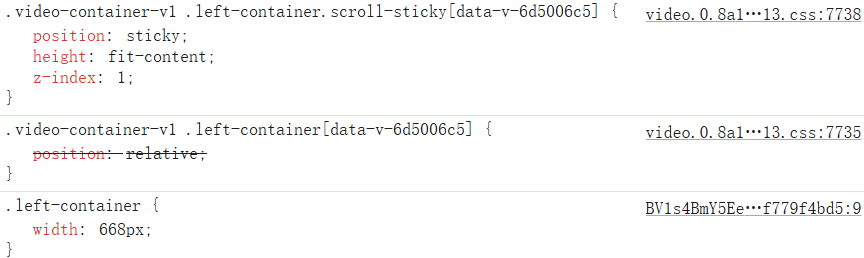 .video-container-v1 .left-container.scroll-sticky[data-v-6d5006c5] { video.0.8a1…13.css:7738
position: sticky;
height: fit-content;
z-index: 1;
}
.video-container-v1 .left-container[data-v-6d5006c5] { video.0.8a1…13.css:7735
position: relative;
}
.left-container { BV1s4BmY5Ee…f779f4bd5:9
width: 668px;
}